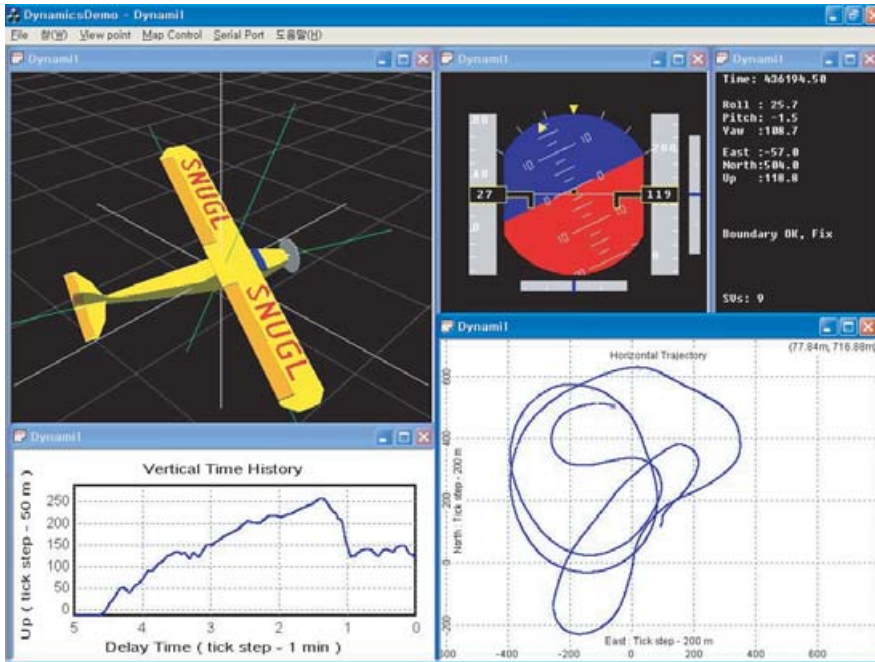 DynamicsDemo - Dynami1
File 창(W) View point Map Control Serial Port 도움말(H)
Dynami1
SNUGL
SNUGL
Dynami1
27
119
10
10
0
0
10
10
Dynami1
Time: 436194.50
Roll : 25.7
Pitch: -1.5
Yaw :108.7
East :-57.0
North:504.0
Up :118.8
Boundary OK, Fix
SVs: 9
Dynami1
Vertical Time History
Up ( tick step - 50 m )
250
200
150
100
50
0
5 4 3 2 1 0
Delay Time ( tick step - 1 min )
Dynami1
Horizontal Trajectory
(77.84m, 716.88m)
North : Tick step - 200 m
600
400
200
0
-200
East : Tick step - 200 m
-400 -200 0 200 400 600